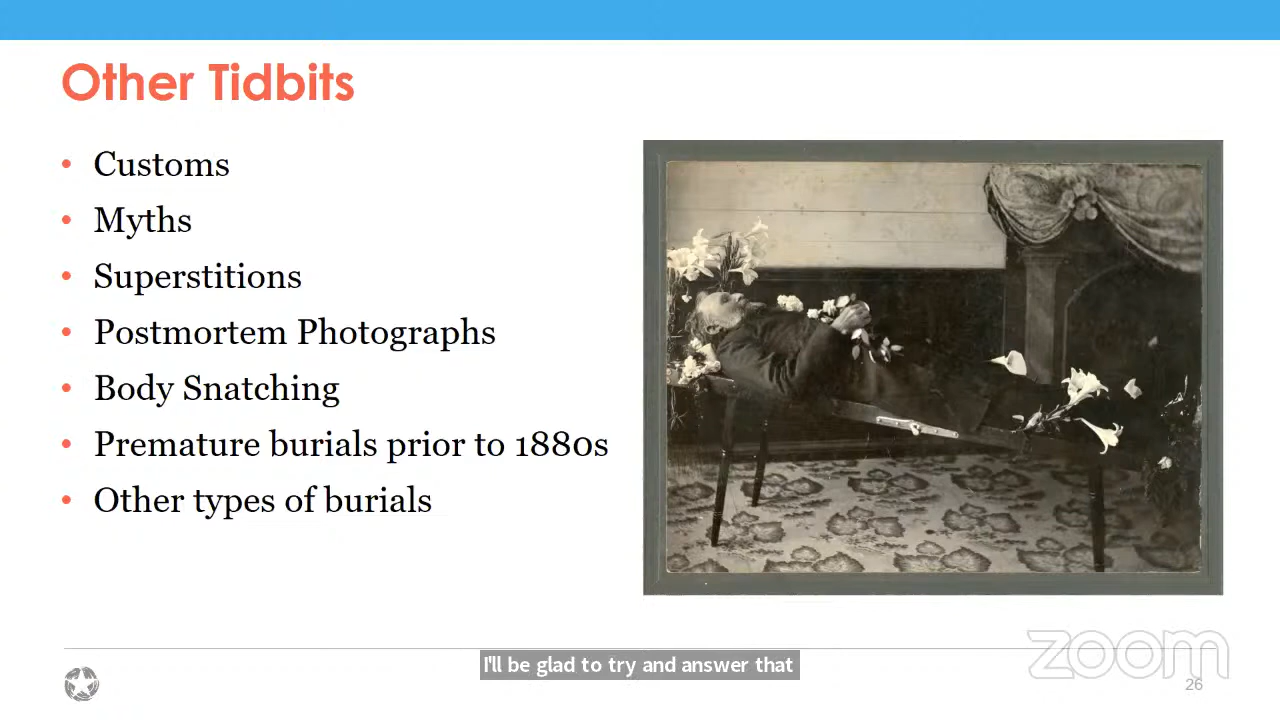 Other Tidbits
• Customs
• Myths
• Superstitions
• Postmortem Photographs
• Body Snatching
• Premature burials prior to 1880s
• Other types of burials
I'll be glad to try and answer that
zoom
26